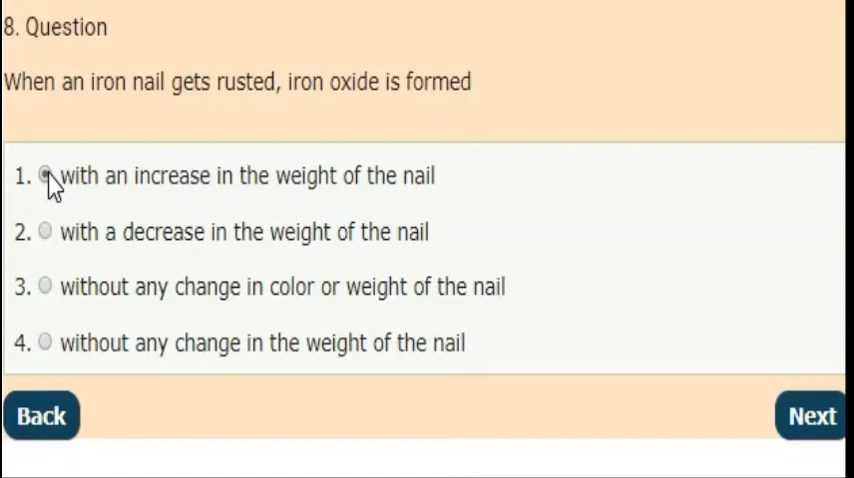 8. Question
When an iron nail gets rusted, iron oxide is formed
1. with an increase in the weight of the nail
2. with a decrease in the weight of the nail
3. without any change in color or weight of the nail
4. without any change in the weight of the nail
Back
Next